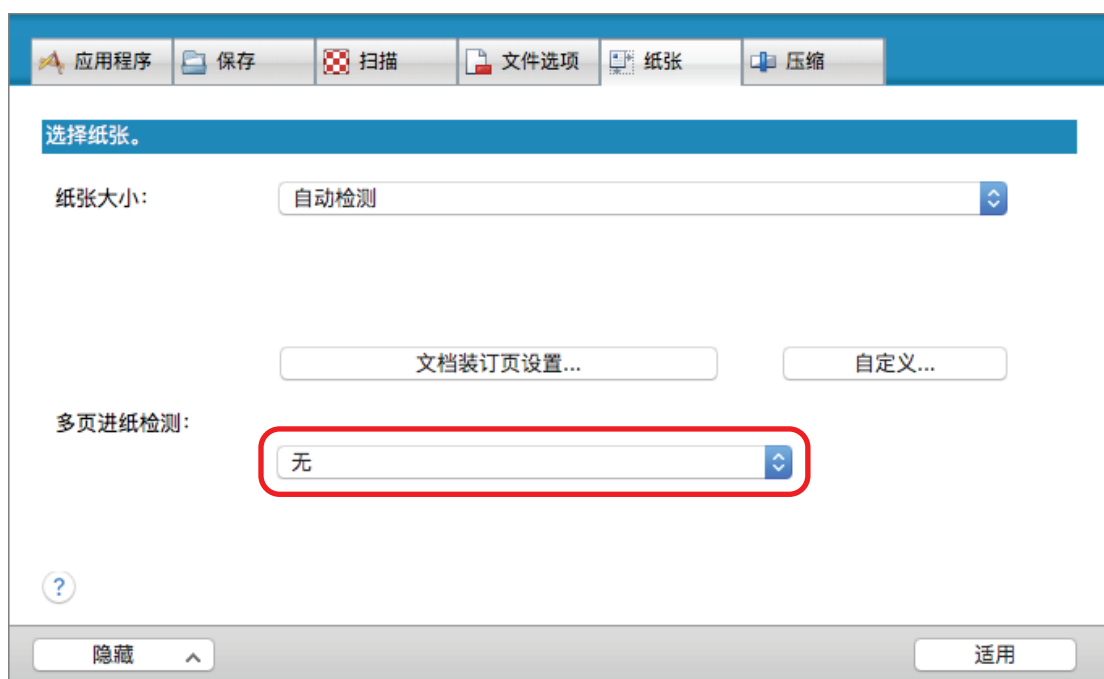 应用程序 保存 扫描 文件选项 纸张 压缩
选择纸张。
纸张大小： 自动检测
文档装订页设置... 自定义...
多页进纸检测：
无
?
隐藏 适用